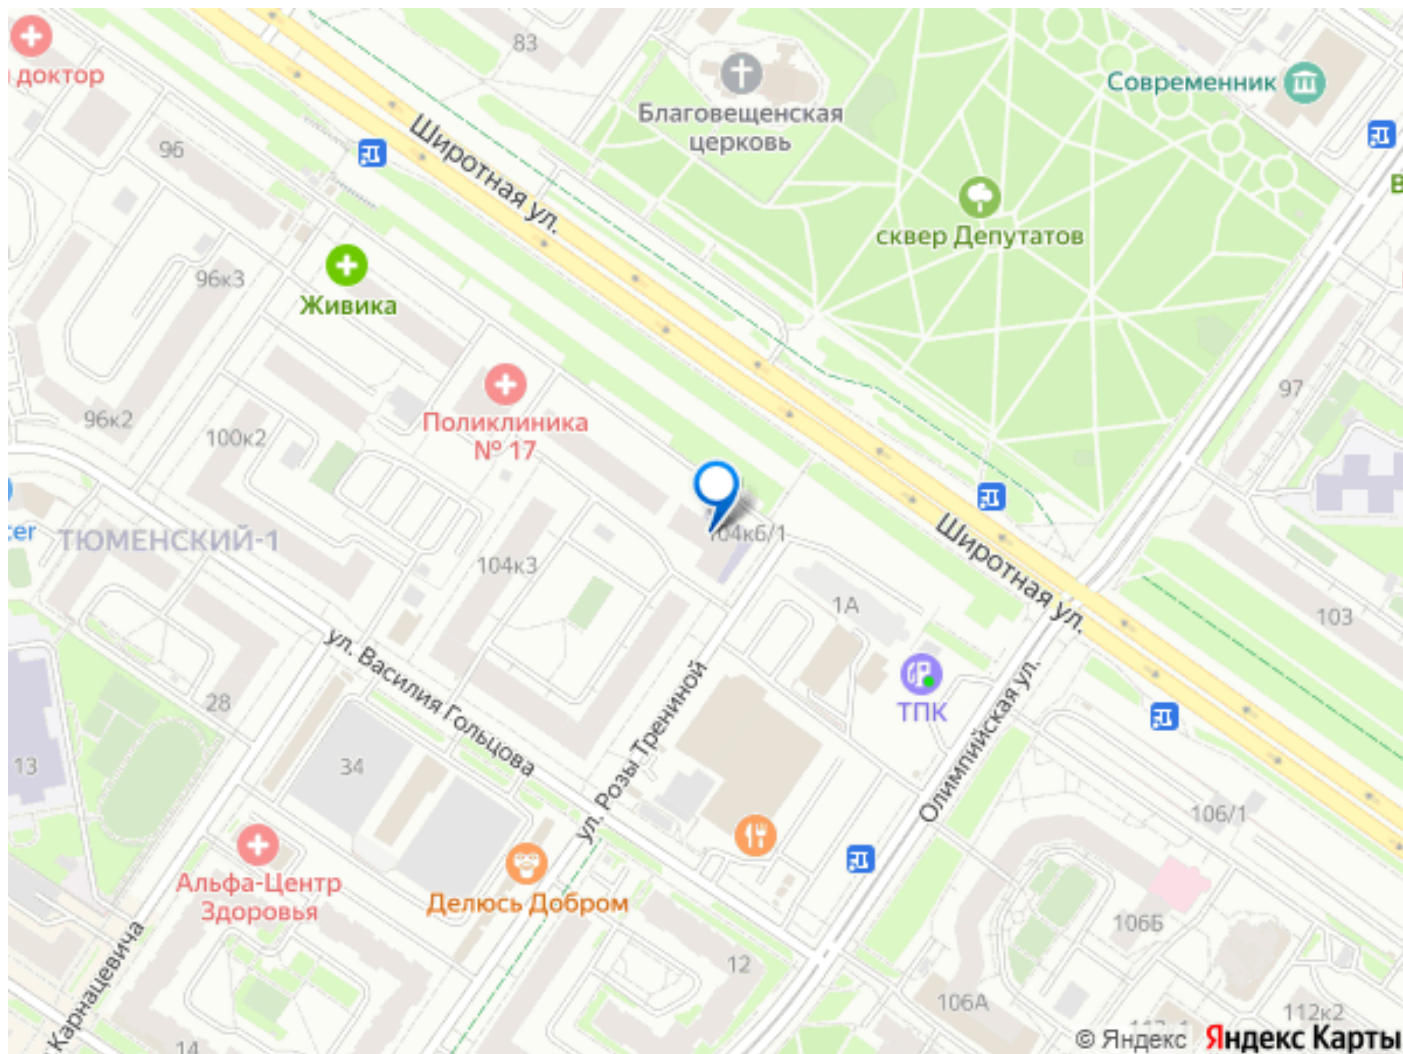 83
доктор
Современник
Благовещенская
церковь
Широтная ул.
96
сквер Депутатов
96к3
Живика
97
96к2
100к2
Поликлиника
№ 17
ТЮМЕНСКИЙ-1
104к6/1
Широтная ул.
104к3
1А
103
ул. Василия Гольцова
ул. Розы Трениной
Олимпийская ул.
ТПК
28
13
34
106/1
Альфа-Центр
Здоровья
Делюсь Добром
106Б
12
106А
112к2
Карнацевича
14
© Яндекс Яндекс Карты